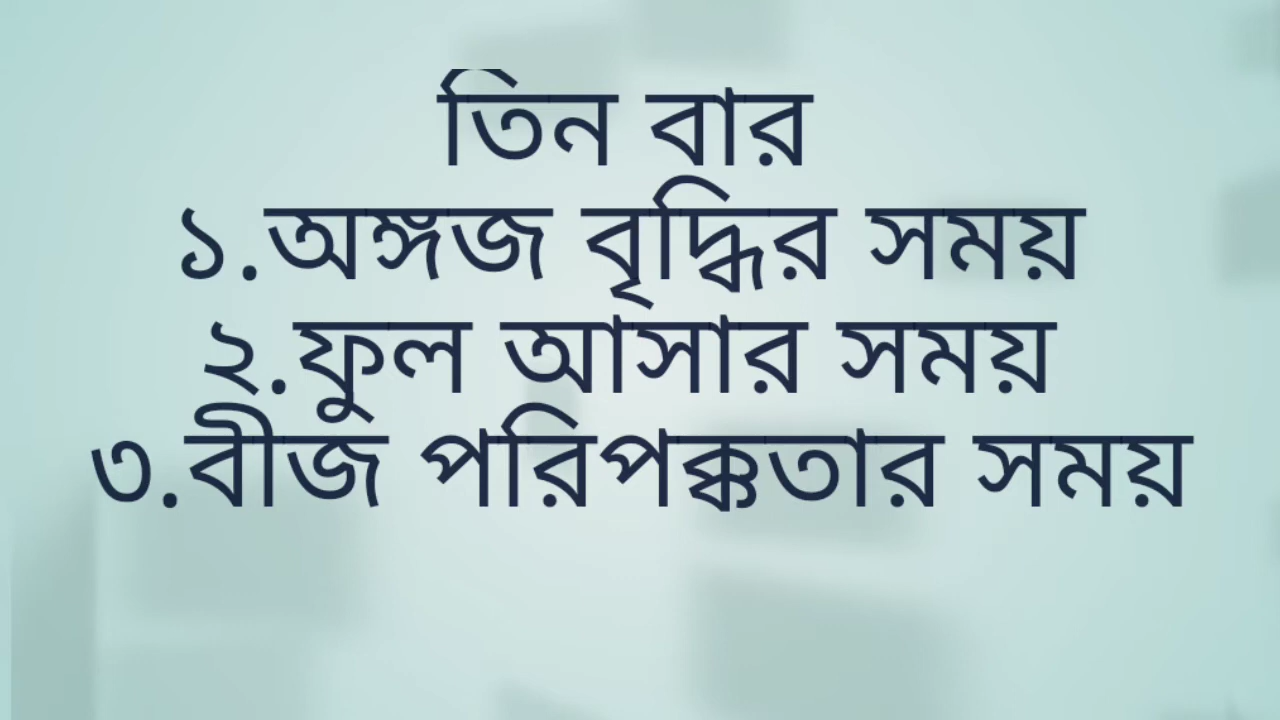 তিন বার
১.অঙ্গজ বৃদ্ধির সময়
২.ফুল আসার সময়
৩.বীজ পরিপক্কতার সময়